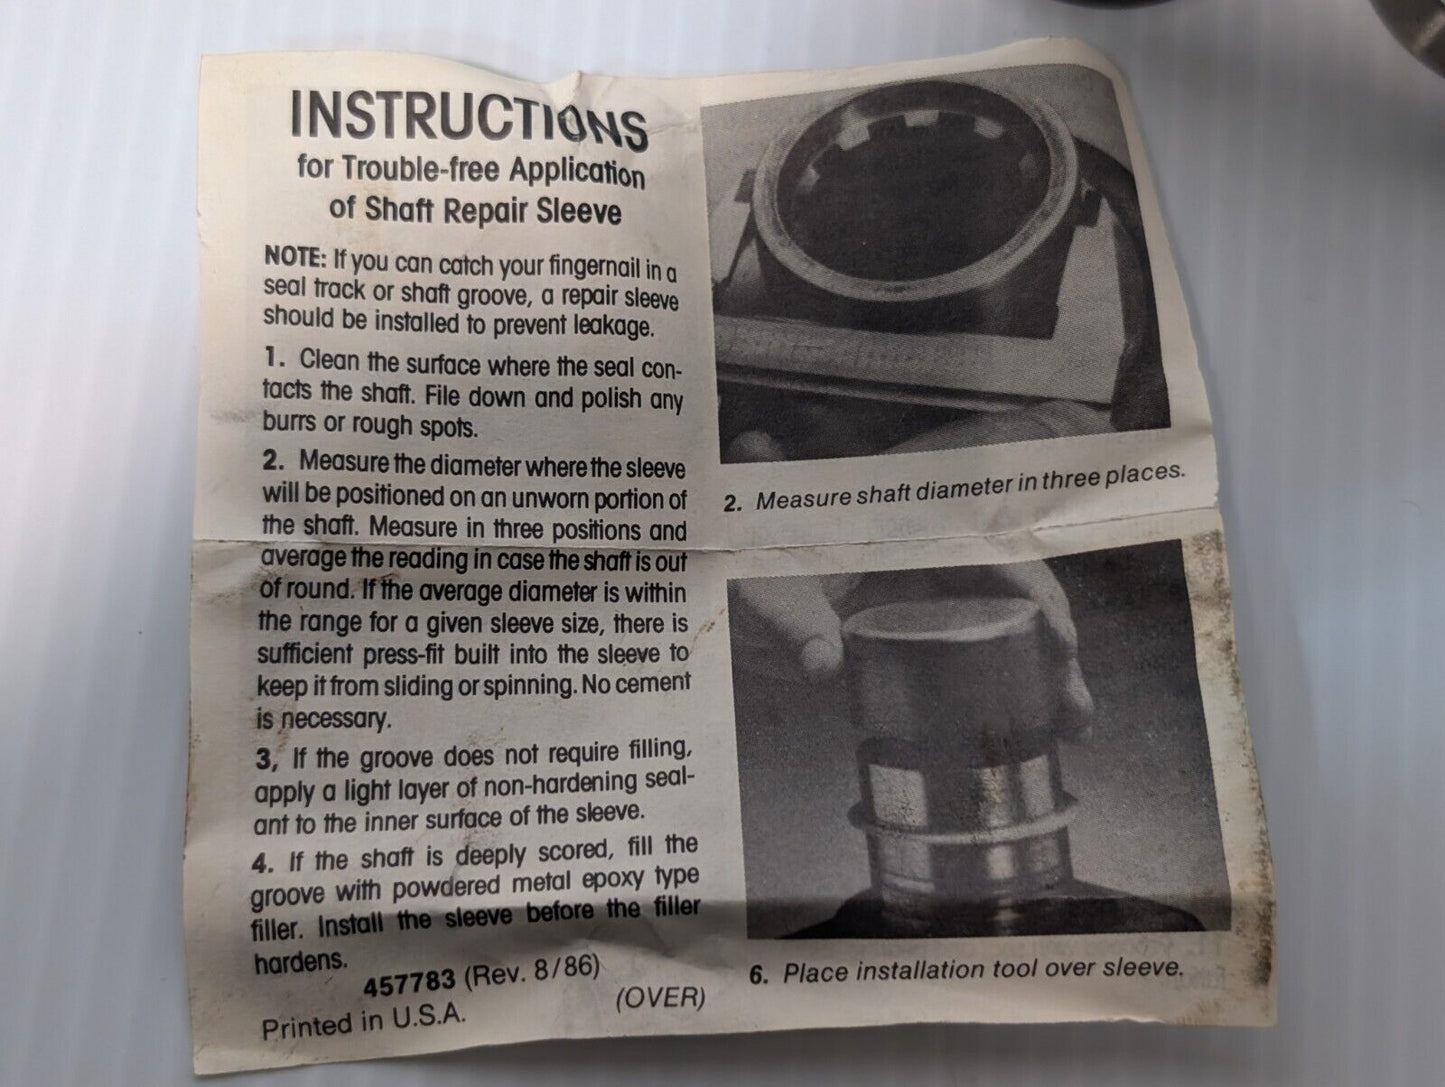 INSTRUCTIONS
for Trouble-free Application
of Shaft Repair Sleeve
NOTE: If you can catch your fingernail in a
seal track or shaft groove, a repair sleeve
should be installed to prevent leakage.
1. Clean the surface where the seal con-
tacts the shaft. File down and polish any
burrs or rough spots.
2. Measure the diameter where the sleeve
will be positioned on an unworn portion of
the shaft. Measure in three positions and
average the reading in case the shaft is out
of round. If the average diameter is within
the range for a given sleeve size, there is
sufficient press-fit built into the sleeve to
keep it from sliding or spinning. No cement
is necessary.
3, If the groove does not require filling,
apply a light layer of non-hardening seal-
ant to the inner surface of the sleeve.
4. If the shaft is deeply scored, fill the
groove with powdered metal epoxy type
filler. Install the sleeve before the filler
hardens.
457783 (Rev. 8/86)
(OVER)
Printed in U.S.A.
2. Measure shaft diameter in three places.
6. Place installation tool over sleeve.